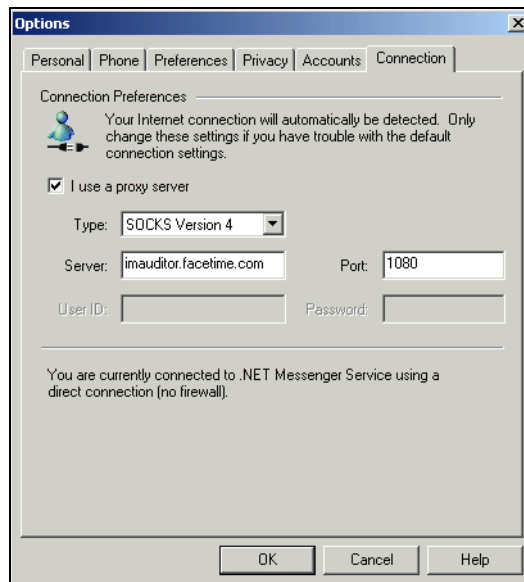 Options
Personal Phone Preferences Privacy Accounts Connection
Connection Preferences
Your Internet connection will automatically be detected. Only
change these settings if you have trouble with the default
connection settings.
I use a proxy server
Type: SOCKS Version 4
Server: imauditor.facetime.com Port: 1080
User ID: Password:
You are currently connected to .NET Messenger Service using a
direct connection (no firewall).
OK Cancel Help